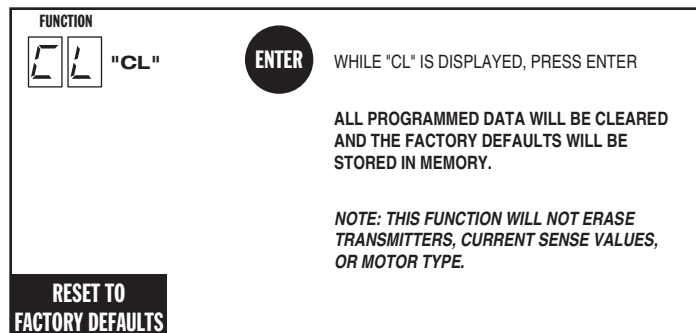 FUNCTION
CL "CL"
ENTER
WHILE "CL" IS DISPLAYED, PRESS ENTER
ALL PROGRAMMED DATA WILL BE CLEARED
AND THE FACTORY DEFAULTS WILL BE
STORED IN MEMORY.
NOTE: THIS FUNCTION WILL NOT ERASE
TRANSMITTERS, CURRENT SENSE VALUES,
OR MOTOR TYPE.
RESET TO
FACTORY DEFAULTS